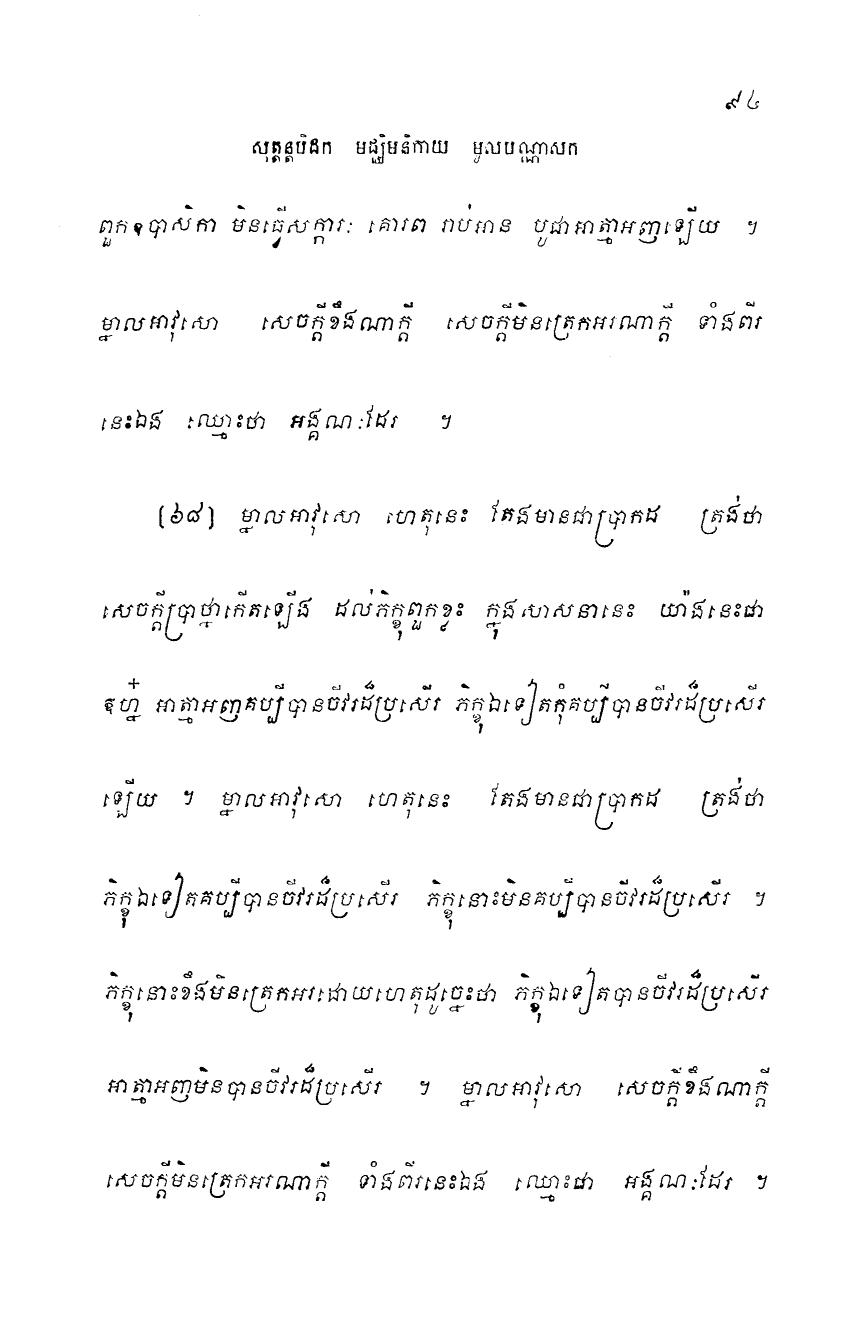 ៩៤
សុត្តន្តបិដក មជ្ឈិមនិកាយ មូលបណ្ណាសក
ពួកឧបាសិកា មិនធ្វើសក្ការៈ គោរព រាប់អាន បូជាអាត្មាអញឡើយ ។
ម្នាលអាវុសោ សេចក្តីខឹងណាក្តី សេចក្តីមិនត្រេកអរណាក្តី ទាំងពីរ
នេះឯង ឈ្មោះថា អង្គណៈដែរ ។
(៦៨) ម្នាលអាវុសោ ហេតុនេះ តែងមានជាប្រាកដ ត្រង់ថា
សេចក្តីប្រាថ្នាកើតឡើង ដល់ភិក្ខុពួកខ្លះ ក្នុងសាសនានេះ យ៉ាងនេះថា
ឧហ្ន៎ អាត្មាអញគប្បីបានចីវរដ៏ប្រសើរ ភិក្ខុឯទៀតកុំគប្បីបានចីវរដ៏ប្រសើរ
ឡើយ ។ ម្នាលអាវុសោ ហេតុនេះ តែងមានជាប្រាកដ ត្រង់ថា
ភិក្ខុឯទៀតគប្បីបានចីវរដ៏ប្រសើរ ភិក្ខុនោះមិនគប្បីបានចីវរដ៏ប្រសើរ ។
ភិក្ខុនោះខឹងមិនត្រេកអរដោយហេតុដូច្នេះថា ភិក្ខុឯទៀតបានចីវរដ៏ប្រសើរ
អាត្មាអញមិនបានចីវរដ៏ប្រសើរ ។ ម្នាលអាវុសោ សេចក្តីខឹងណាក្តី
សេចក្តីមិនត្រេកអរណាក្តី ទាំងពីរនេះឯង ឈ្មោះថា អង្គណៈដែរ ។